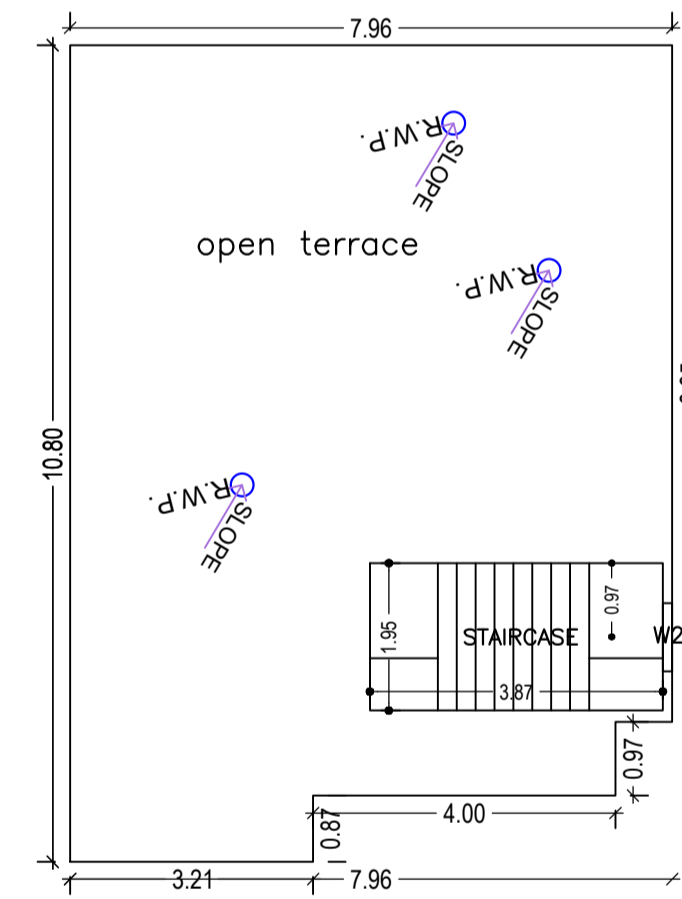 7.96
R.W.P.
SLOPE
open terrace
R.W.P.
SLOPE
10.80
R.W.P.
SLOPE
0.97
1.95
STAIRCASE
W2
3.87
0.97
4.00
0.87
3.21
7.96